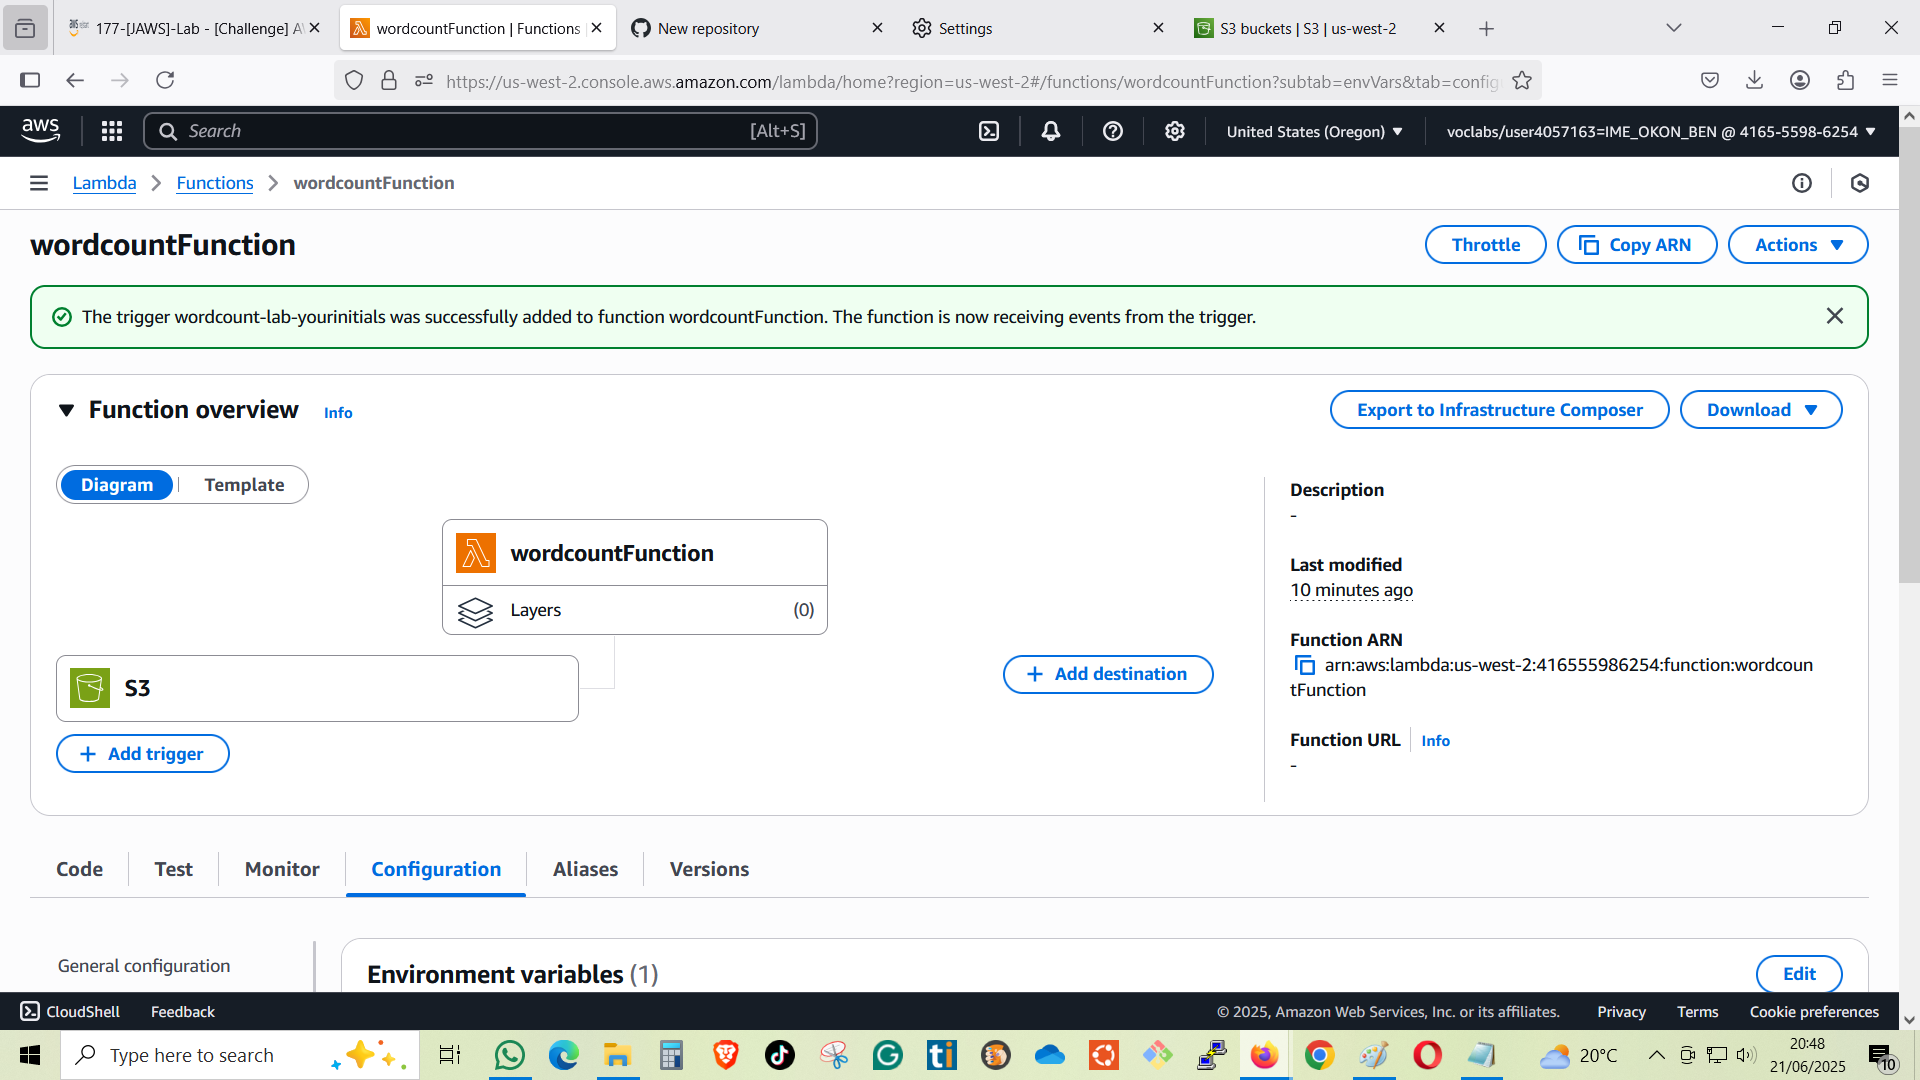 177-[JAWS]-Lab - [Challenge] A
wordcountFunction | Functions
New repository
Settings
S3 buckets | S3 | us-west-2
https://us-west-2.console.aws.amazon.com/lambda/home?region=us-west-2#/functions/wordcountFunction?subtab=envVars&tab=config
aws
Search
[Alt+S]
United States (Oregon)
voclabs/user4057163=IME_OKON_BEN @ 4165-5598-6254
Lambda
Functions
wordcountFunction
wordcountFunction
Throttle
Copy ARN
Actions
The trigger wordcount-lab-yourinitials was successfully added to function wordcountFunction. The function is now receiving events from the trigger.
Function overview
Info
Export to Infrastructure Composer
Download
Diagram
Template
wordcountFunction
Layers
(0)
S3
Add trigger
Add destination
Description
-
Last modified
10 minutes ago
Function ARN
arn:aws:lambda:us-west-2:416555986254:function:wordcoun
tFunction
Function URL
Info
-
Code
Test
Monitor
Configuration
Aliases
Versions
General configuration
Environment variables (1)
Edit
CloudShell
Feedback
© 2025, Amazon Web Services, Inc. or its affiliates.
Privacy
Terms
Cookie preferences
Type here to search
20°C
20:48
21/06/2025
10